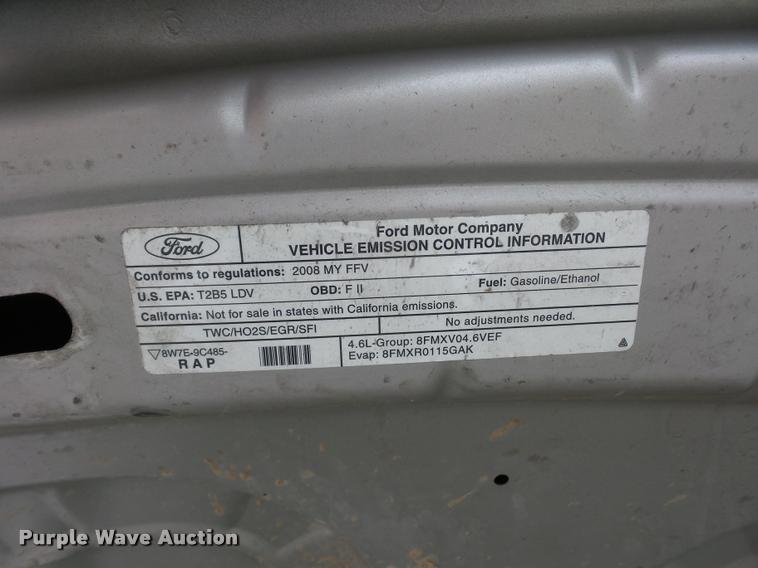 Ford
Ford Motor Company
VEHICLE EMISSION CONTROL INFORMATION
Conforms to regulations: 2008 MY FFV
U.S. EPA: T2B5 LDV OBD: F II Fuel: Gasoline/Ethanol
California: Not for sale in states with California emissions.
TWC/HO2S/EGR/SFI No adjustments needed.
8W7E-9C485-
RAP
4.6L-Group: 8FMXV04.6VEF
Evap: 8FMXR0115GAK
Purple Wave Auction